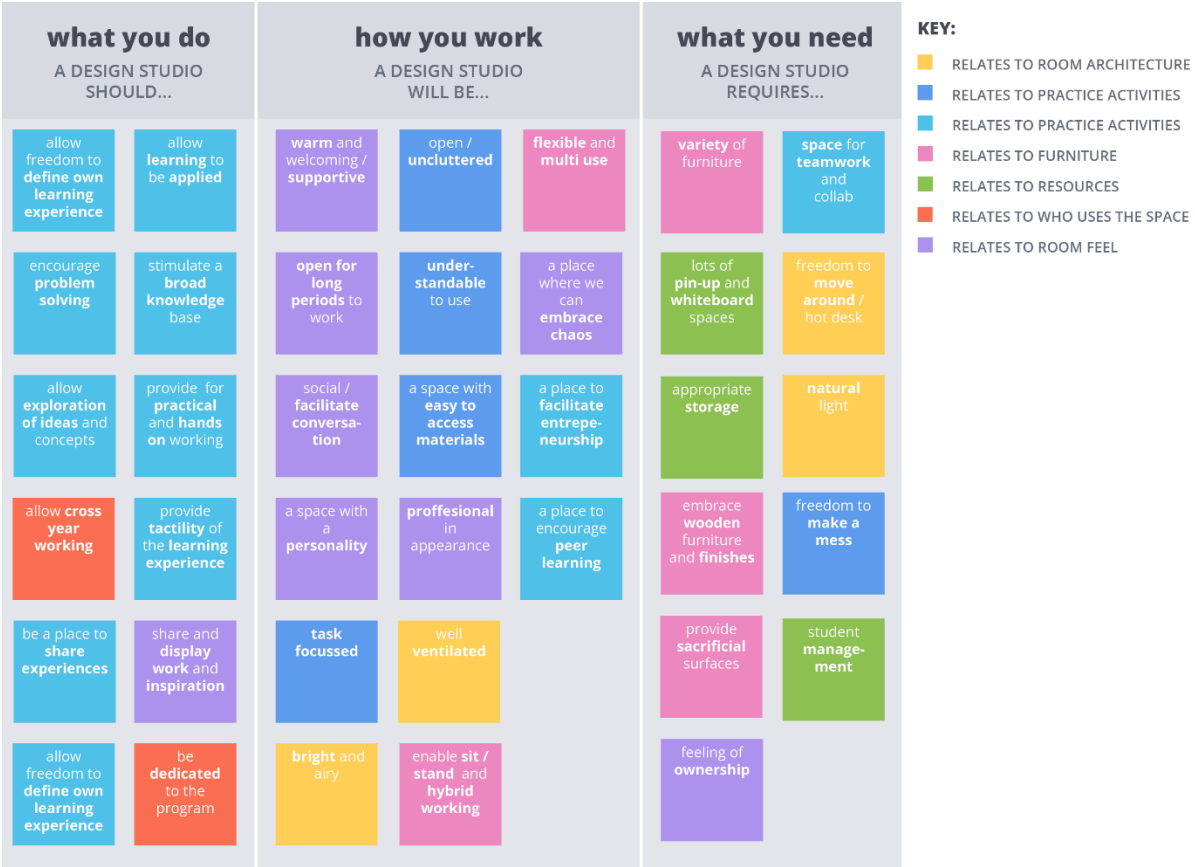 what you do
A DESIGN STUDIO
SHOULD...
allow
freedom to
define own
learning
experience
allow
learning to
be applied
encourage
problem
solving
stimulate a
broad
knowledge
base
allow
exploration
of ideas and
concepts
provide for
practical
and hands
on working
allow cross
year
working
provide
tactility of
the learning
experience
be a place to
share
experiences
share and
display
work and
inspiration
allow
freedom to
define own
learning
experience
be
dedicated
to the
program
how you work
A DESIGN STUDIO
WILL BE...
warm and
welcoming /
supportive
open /
uncluttered
flexible and
multi use
open for
long
periods to
work
under-
standable
to use
a place
where we
can
embrace
chaos
social /
facilitate
conversa-
tion
a space with
easy to
access
materials
a place to
facilitate
entrepe-
neurship
a space with
a
personality
proffesional
in
appearance
a place to
encourage
peer
learning
task
focussed
well
ventilated
bright and
airy
enable sit /
stand and
hybrid
working
what you need
A DESIGN STUDIO
REQUIRES...
variety of
furniture
space for
teamwork
and
collab
lots of
pin-up and
whiteboard
spaces
freedom to
move
around /
hot desk
appropriate
storage
natural
light
embrace
wooden
furniture
and finishes
freedom to
make a
mess
provide
sacrificial
surfaces
student
manage-
ment
feeling of
ownership
KEY:
RELATES TO ROOM ARCHITECTURE
RELATES TO PRACTICE ACTIVITIES
RELATES TO PRACTICE ACTIVITIES
RELATES TO FURNITURE
RELATES TO RESOURCES
RELATES TO WHO USES THE SPACE
RELATES TO ROOM FEEL